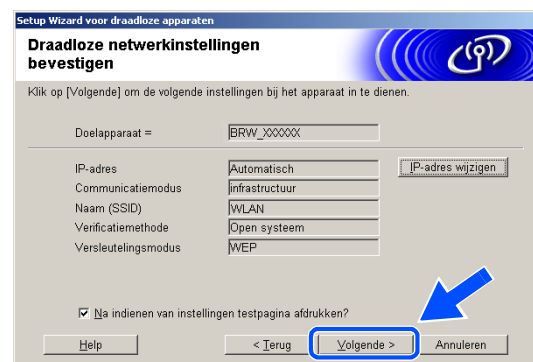 Setup Wizard voor draadloze apparaten
Draadloze netwerkinstellingen
bevestigen
Klik op [Volgende] om de volgende instellingen bij het apparaat in te dienen.
Doelapparaat = BRW_XXXXXX
IP-adres Automatisch IP-adres wijzigen
Communicatiemodus infrastructuur
Naam (SSID) WLAN
Verificatiemethode Open systeem
Versleutelingsmodus WEP
Na indienen van instellingen testpagina afdrukken?
Help < Terug Volgende > Annuleren